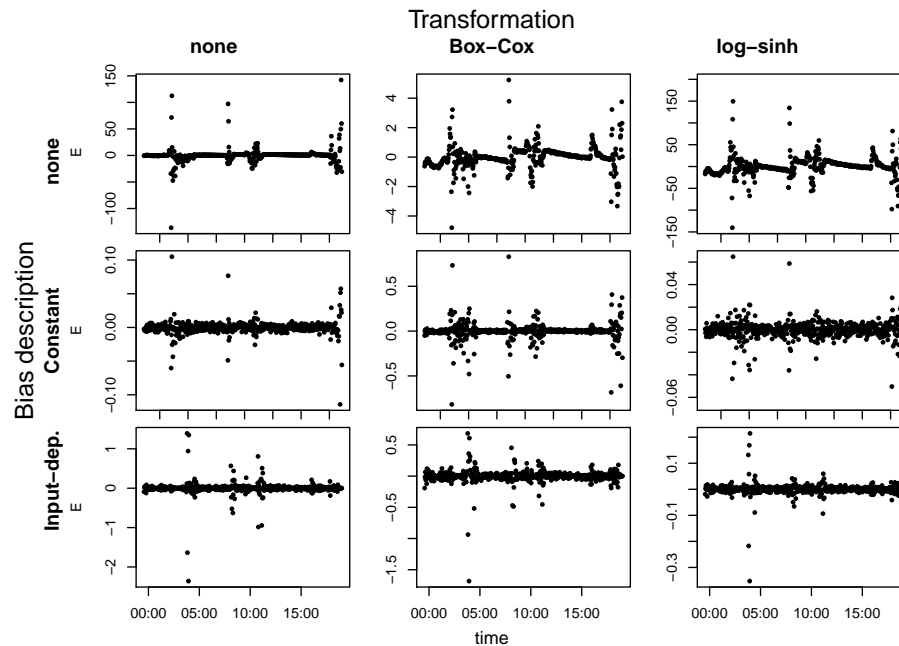 Transformation
none Box−Cox log−sinh
Bias description
none
E
150
50
0
−100
4
2
0
−2
−4
150
50
−50
−150
Constant
E
0.10
0.00
−0.10
0.5
0.0
−0.5
0.04
0.00
−0.06
Input−dep.
E
1
0
−1
−2
0.5
−0.5
−1.5
0.1
−0.1
−0.3
00:00 05:00 10:00 15:00 00:00 05:00 10:00 15:00 00:00 05:00 10:00 15:00
time